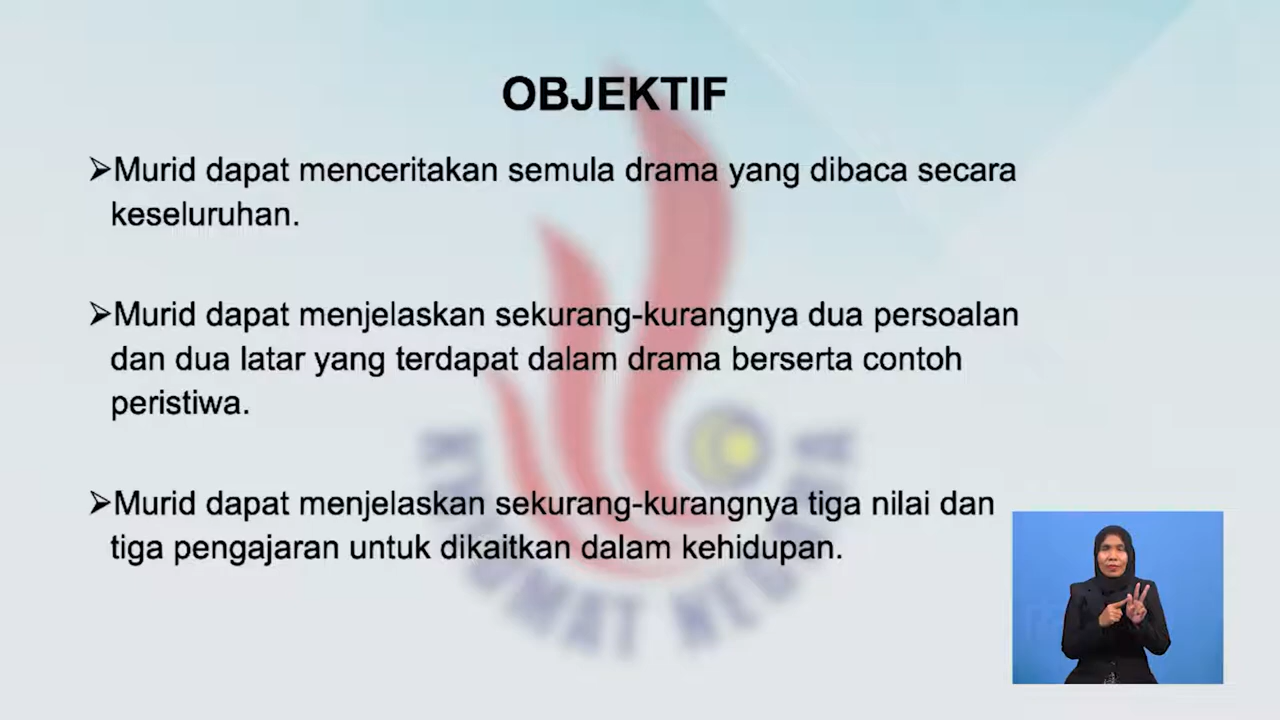 OBJEKTIF
➢Murid dapat menceritakan semula drama yang dibaca secara
keseluruhan.
➢Murid dapat menjelaskan sekurang-kurangnya dua persoalan
dan dua latar yang terdapat dalam drama berserta contoh
peristiwa.
➢Murid dapat menjelaskan sekurang-kurangnya tiga nilai dan
tiga pengajaran untuk dikaitkan dalam kehidupan.